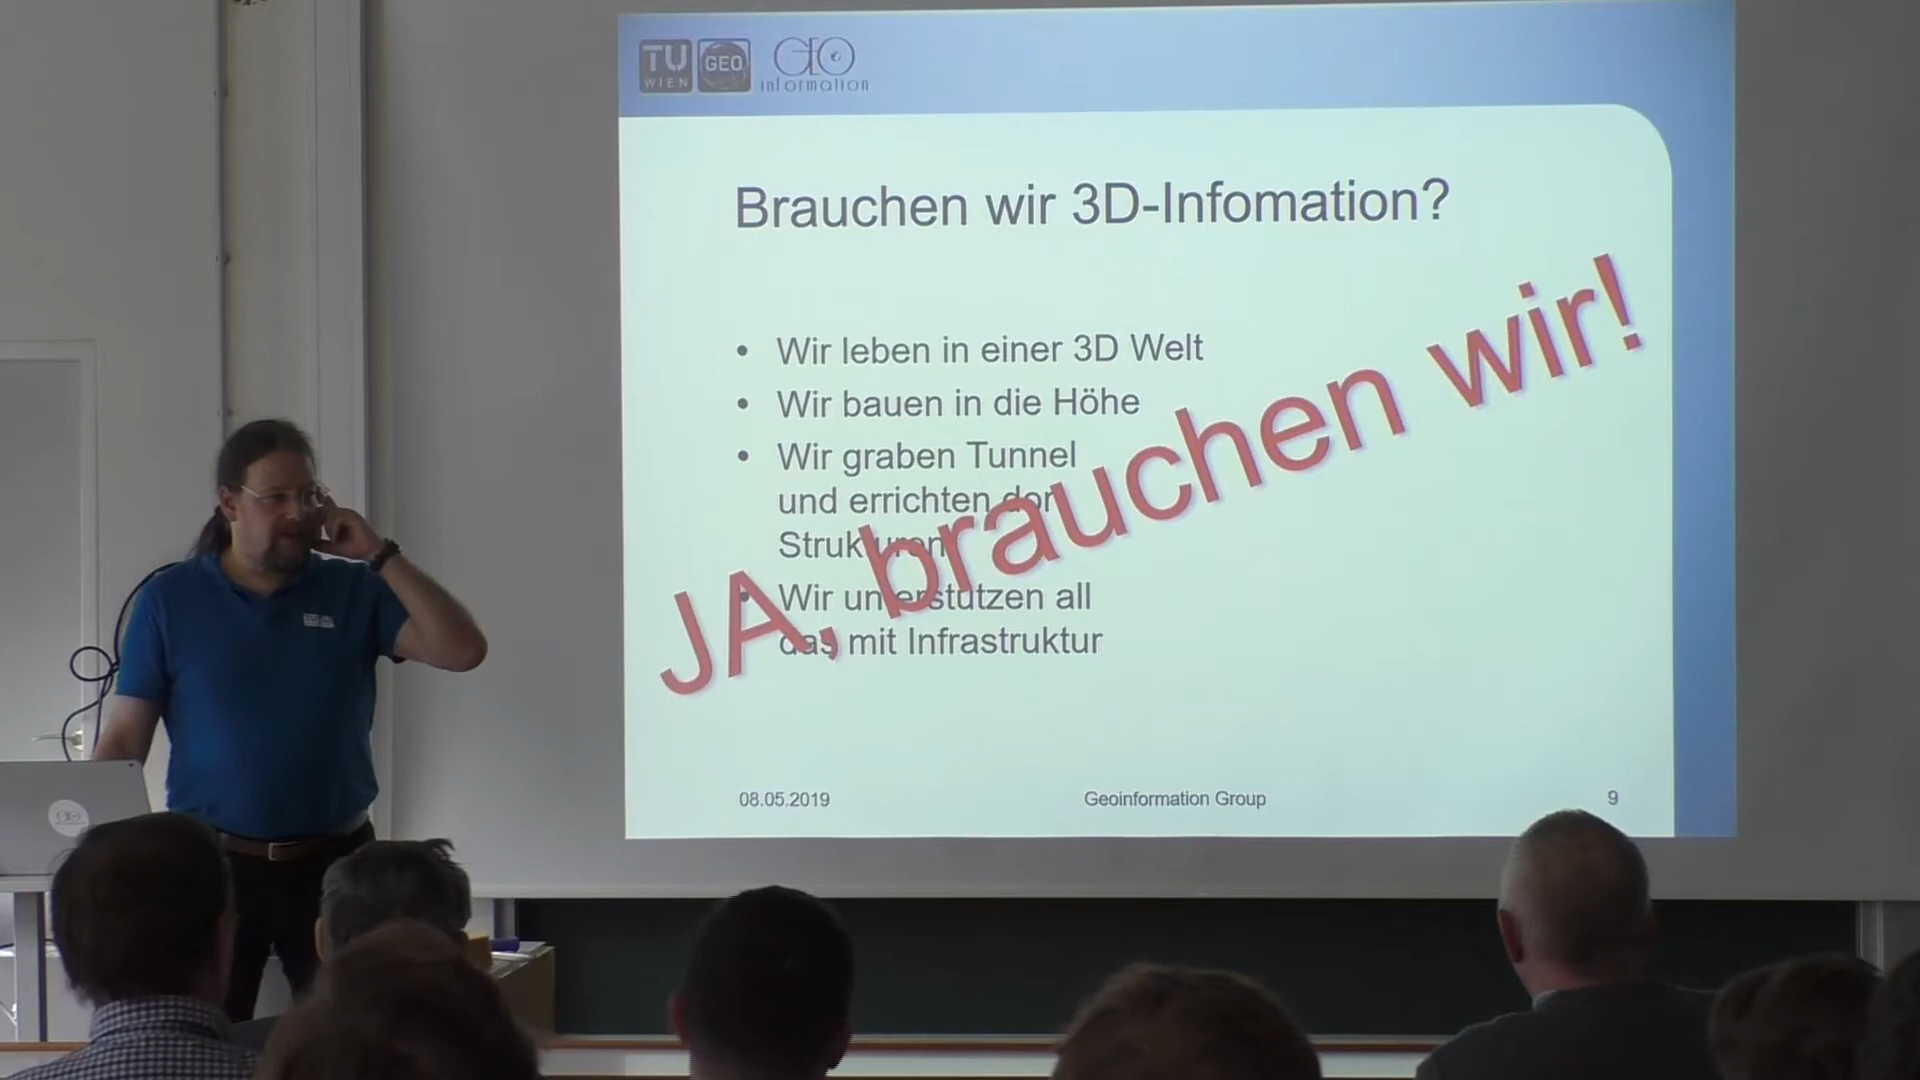 TU
WIEN
GEO
GEO
information
Brauchen wir 3D-Infomation?
• Wir leben in einer 3D Welt
• Wir bauen in die Höhe
• Wir graben Tunnel
und errichten dort
Strukturen
• Wir unterstützen all
das mit Infrastruktur
JA, brauchen wir!
08.05.2019
Geoinformation Group
9